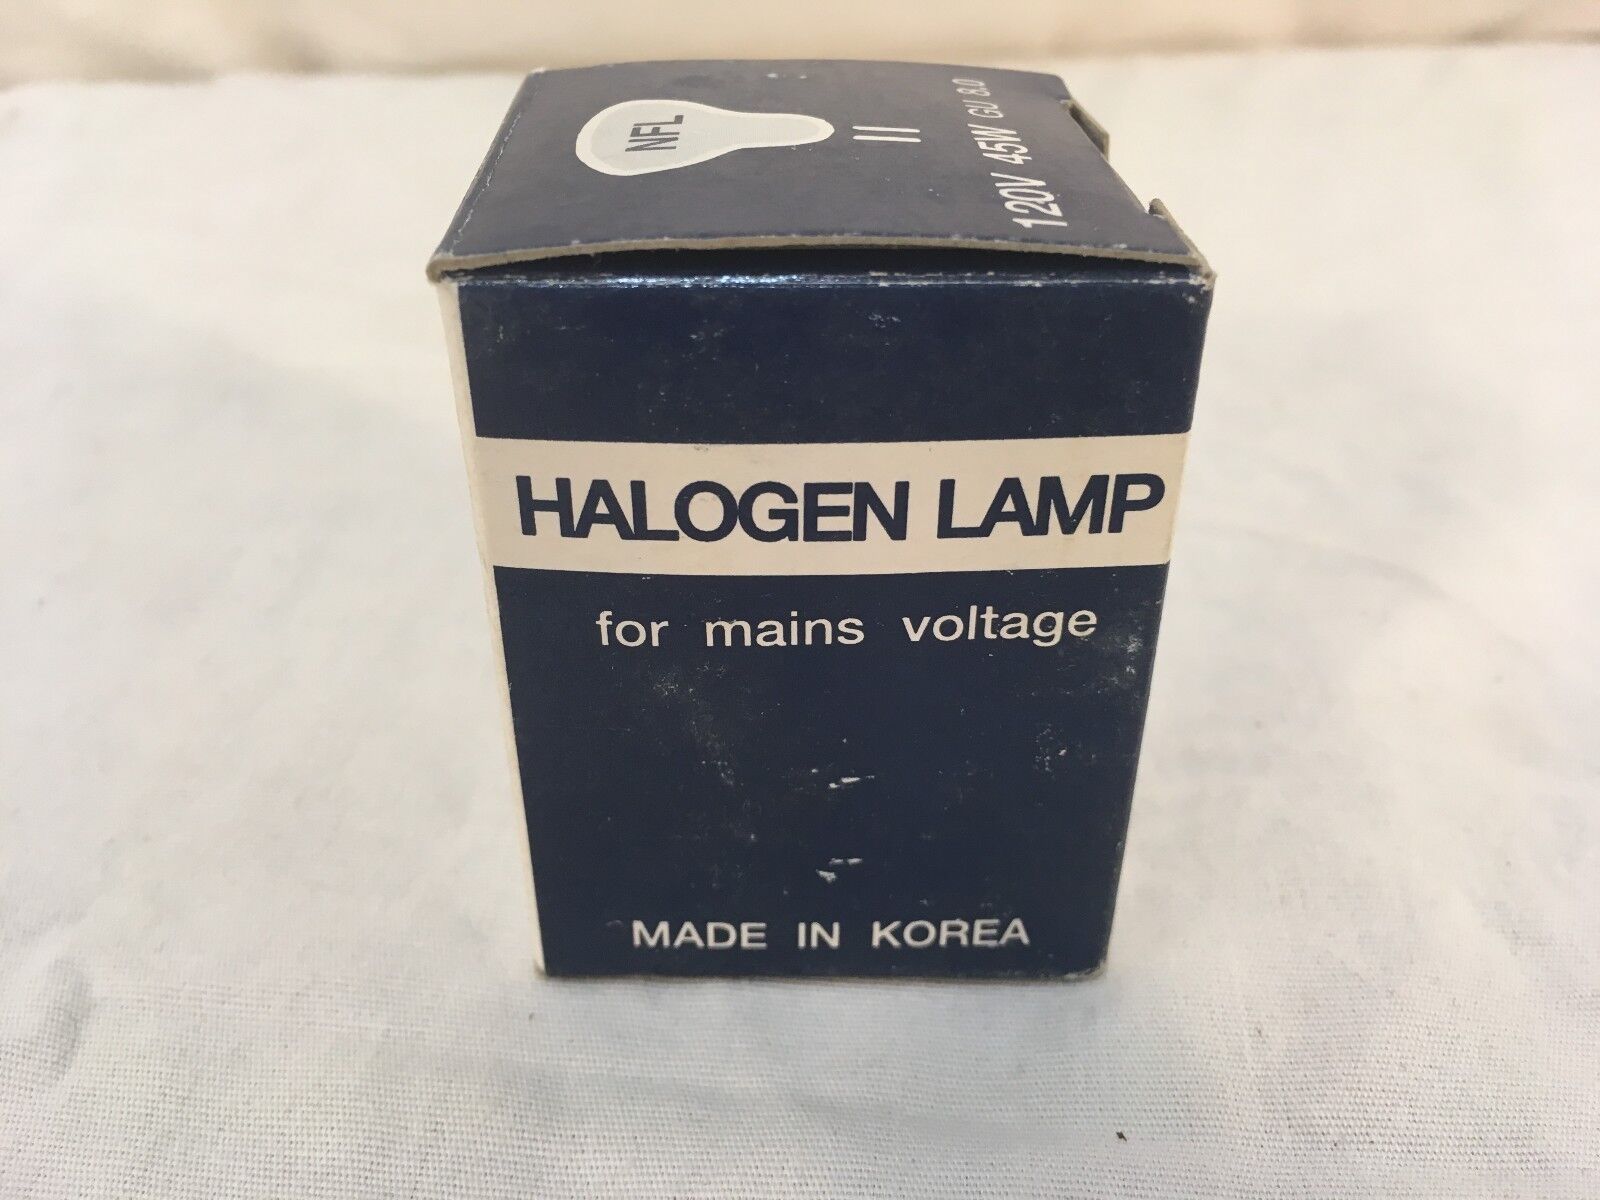 NFL
120V 45W GU 8.0
HALOGEN LAMP
for mains voltage
MADE IN KOREA